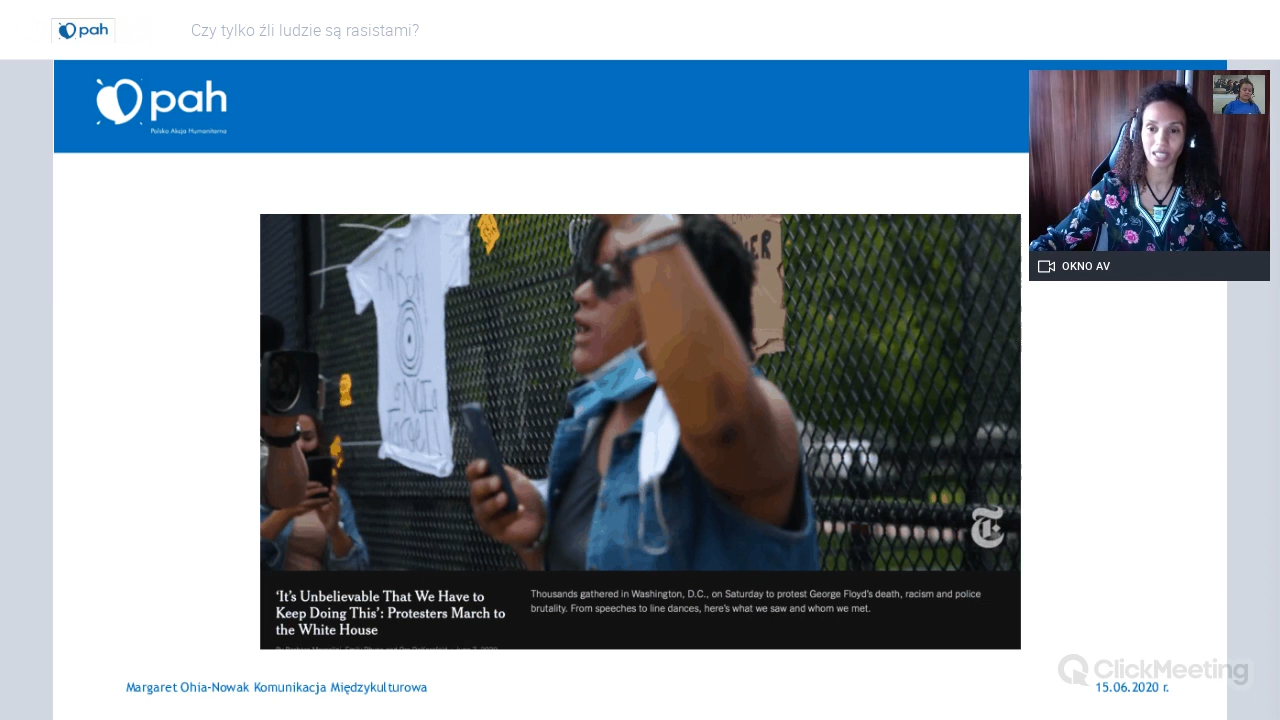 pah
Czy tylko źli ludzie są rasistami?
pah
Polska Akcja Humanitarna
OKNO AV
'It's Unbelievable That We Have to
Keep Doing This': Protesters March to
the White House
Thousands gathered in Washington, D.C., on Saturday to protest George Floyd's death, racism and police
brutality. From speeches to line dances, here's what we saw and whom we met.
ClickMeeting
Margaret Ohia-Nowak Komunikacja Międzykulturowa
15.06.2020 r.